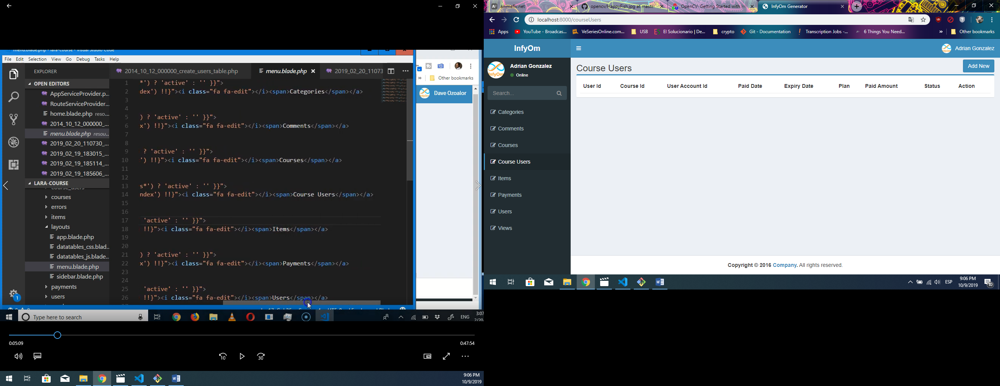 menu.blade.php - lara-course - Visual Studio Code
File Edit Selection View Go Debug Tasks Help
EXPLORER
2014_10_12_000000_create_users_table.php
menu.blade.php
2019_02_20_11073
OPEN EDITORS
AppServiceProvider.p...
RouteServiceProvider...
home.blade.php reso...
2014_10_12_000000_...
menu.blade.php resou...
2019_02_20_110730_...
2019_02_19_183015_...
2019_02_19_185114_...
2019_02_19_185606_...
LARA-COURSE
course_users
courses
errors
items
layouts
app.blade.php
datatables_css.blad...
datatables_js.blade...
menu.blade.php
sidebar.blade.php
payments
users
1 *') ? 'active' : '' }}">
2 dex') !!}"><i class="fa fa-edit"></i><span>Categories</span></a>
3
4
5 ) ? 'active' : '' }}">
6 x') !!}"><i class="fa fa-edit"></i><span>Comments</span></a>
7
8
9 ? 'active' : '' }}">
10 ') !!}"><i class="fa fa-edit"></i><span>Courses</span></a>
11
12
13 s*') ? 'active' : '' }}">
14 ndex') !!}"><i class="fa fa-edit"></i><span>Course Users</span></a>
15
16
17 'active' : '' }}">
18 !!}"><i class="fa fa-edit"></i><span>Items</span></a>
19
20
21 ) ? 'active' : '' }}">
22 x') !!}"><i class="fa fa-edit"></i><span>Payments</span></a>
23
24
25 'active' : '' }}">
26 !!}"><i class="fa fa-edit"></i><span>Users</span></a>
1
Other bookmarks
Dave Ozoalor
Type here to search
ENG
3:07
2/20
0:05:09
0:47:54
10
30
9:06 PM
10/9/2019
animeflv.net
opencv/HappyFish.jpg at master
OpenCV: Getting Started with Im
InfyOm Generator
localhost:8000/courseUsers
Apps
YouTube - Broadcas...
VeSeriesOnline.com...
USB
El Solucionario | De...
crypto
Git - Documentation
Transcription Jobs -...
6 Things You Need...
Other bookmarks
InfyOm
Adrian Gonzalez
Adrian Gonzalez
Online
Search...
Categories
Comments
Courses
Course Users
Items
Payments
Users
Views
Course Users
Add New
User Id Course Id User Account Id Paid Date Expiry Date Plan Paid Amount Status Action
Copyright © 2016 Company. All rights reserved.
ESP
9:06 PM
10/9/2019
10